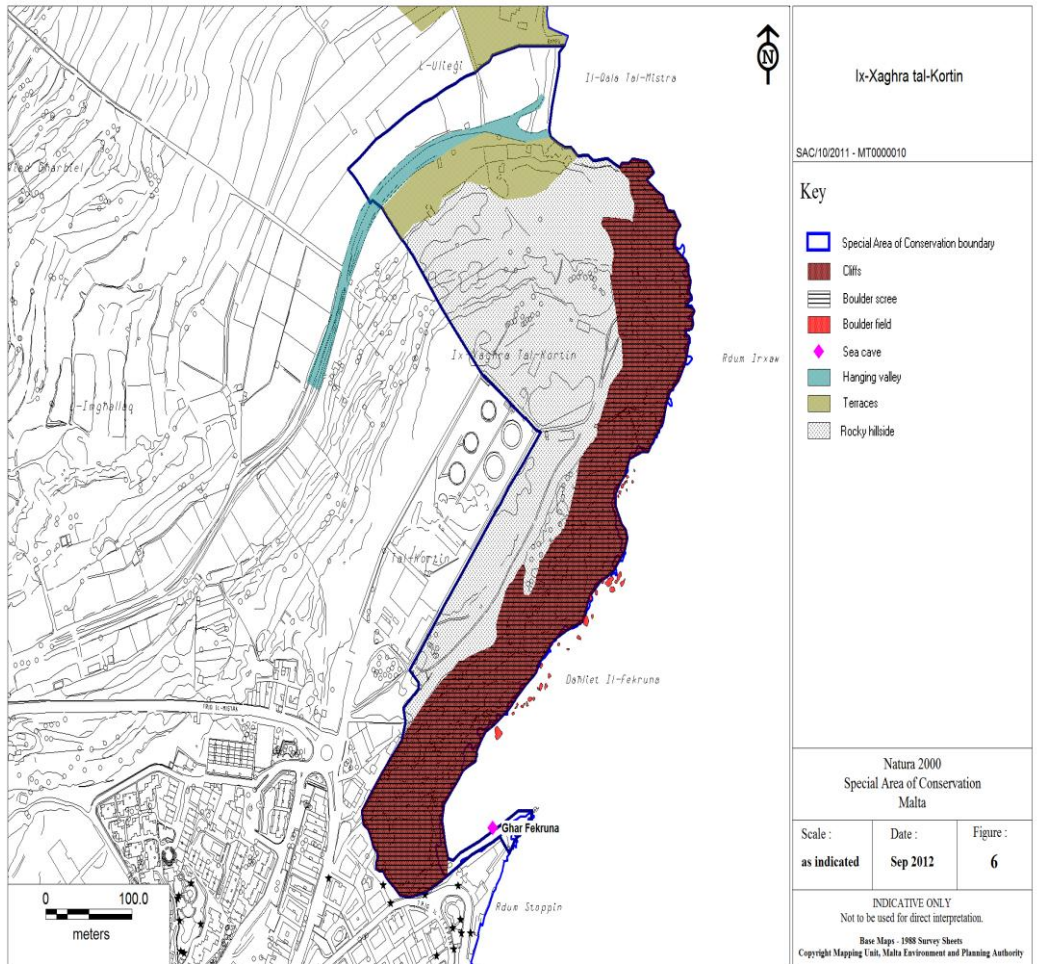 L-Ulleġi
Il-Qala Tal-Mistra
Wied Gharbiel
Ix-Xaghra Tal-Kortin
Rdum Irxaw
L-Imghallaq
Tal-Kortin
Daħlet Il-Fekruna
TRIQ IL-MISTRA
Ghar Fekruna
Rdum Stoppin
0 100.0
meters
N
Ix-Xaghra tal-Kortin
SAC/10/2011 - MT0000010
Key
Special Area of Conservation boundary
Cliffs
Boulder scree
Boulder field
Sea cave
Hanging valley
Terraces
Rocky hillside
Natura 2000
Special Area of Conservation
Malta
Scale :
as indicated
Date :
Sep 2012
Figure :
6
INDICATIVE ONLY
Not to be used for direct interpretation.
Base Maps - 1988 Survey Sheets
Copyright Mapping Unit, Malta Environment and Planning Authority